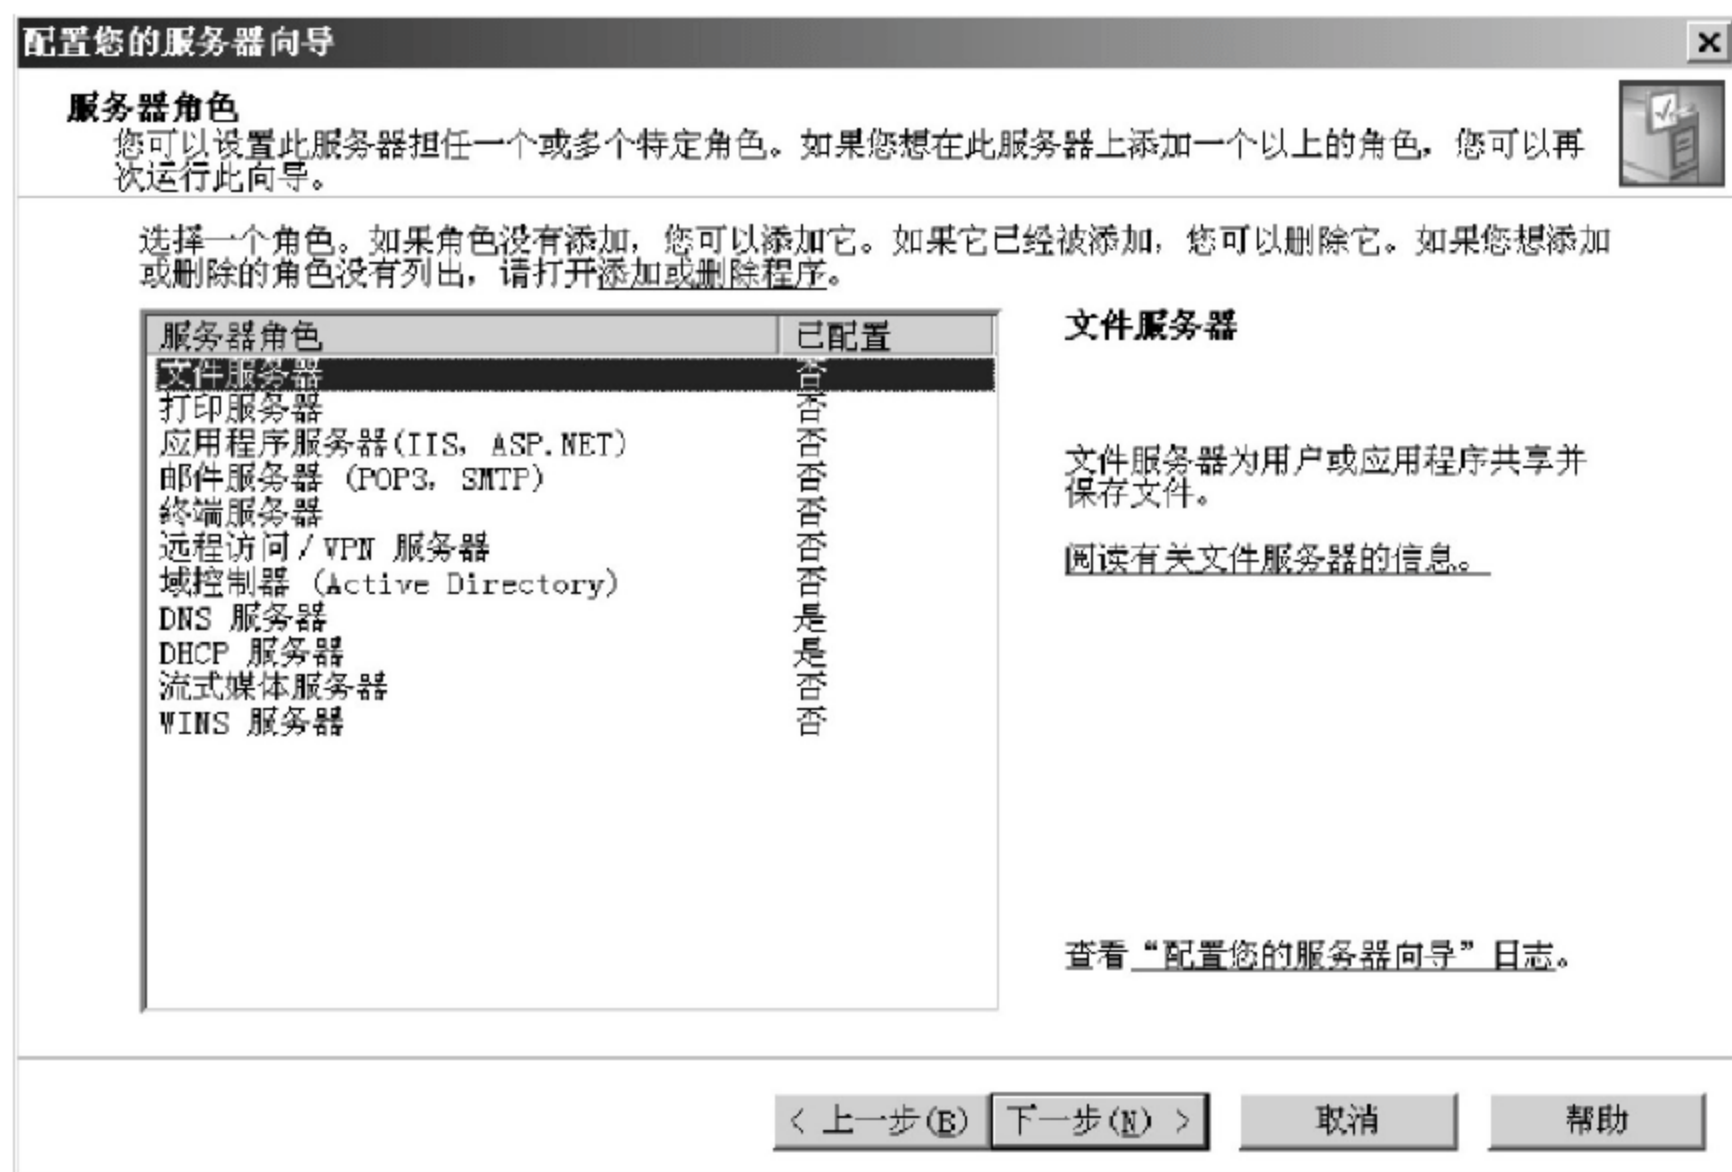 配置您的服务器向导
服务器角色
您可以设置此服务器担任一个或多个特定角色。如果您想在此服务器上添加一个以上的角色，您可以再
次运行此向导。
选择一个角色。如果角色没有添加，您可以添加它。如果它已经被添加，您可以删除它。如果您想添加
或删除的角色没有列出，请打开添加或删除程序。
服务器角色 已配置
文件服务器 否
打印服务器 否
应用程序服务器(IIS, ASP.NET) 否
邮件服务器 (POP3, SMTP) 否
终端服务器 否
远程访问/VPN 服务器 否
域控制器 (Active Directory) 否
DNS 服务器 是
DHCP 服务器 是
流式媒体服务器 否
WINS 服务器 否
文件服务器
文件服务器为用户或应用程序共享并
保存文件。
阅读有关文件服务器的信息。
查看“配置您的服务器向导”日志。
< 上一步(B) 下一步(N) > 取消 帮助